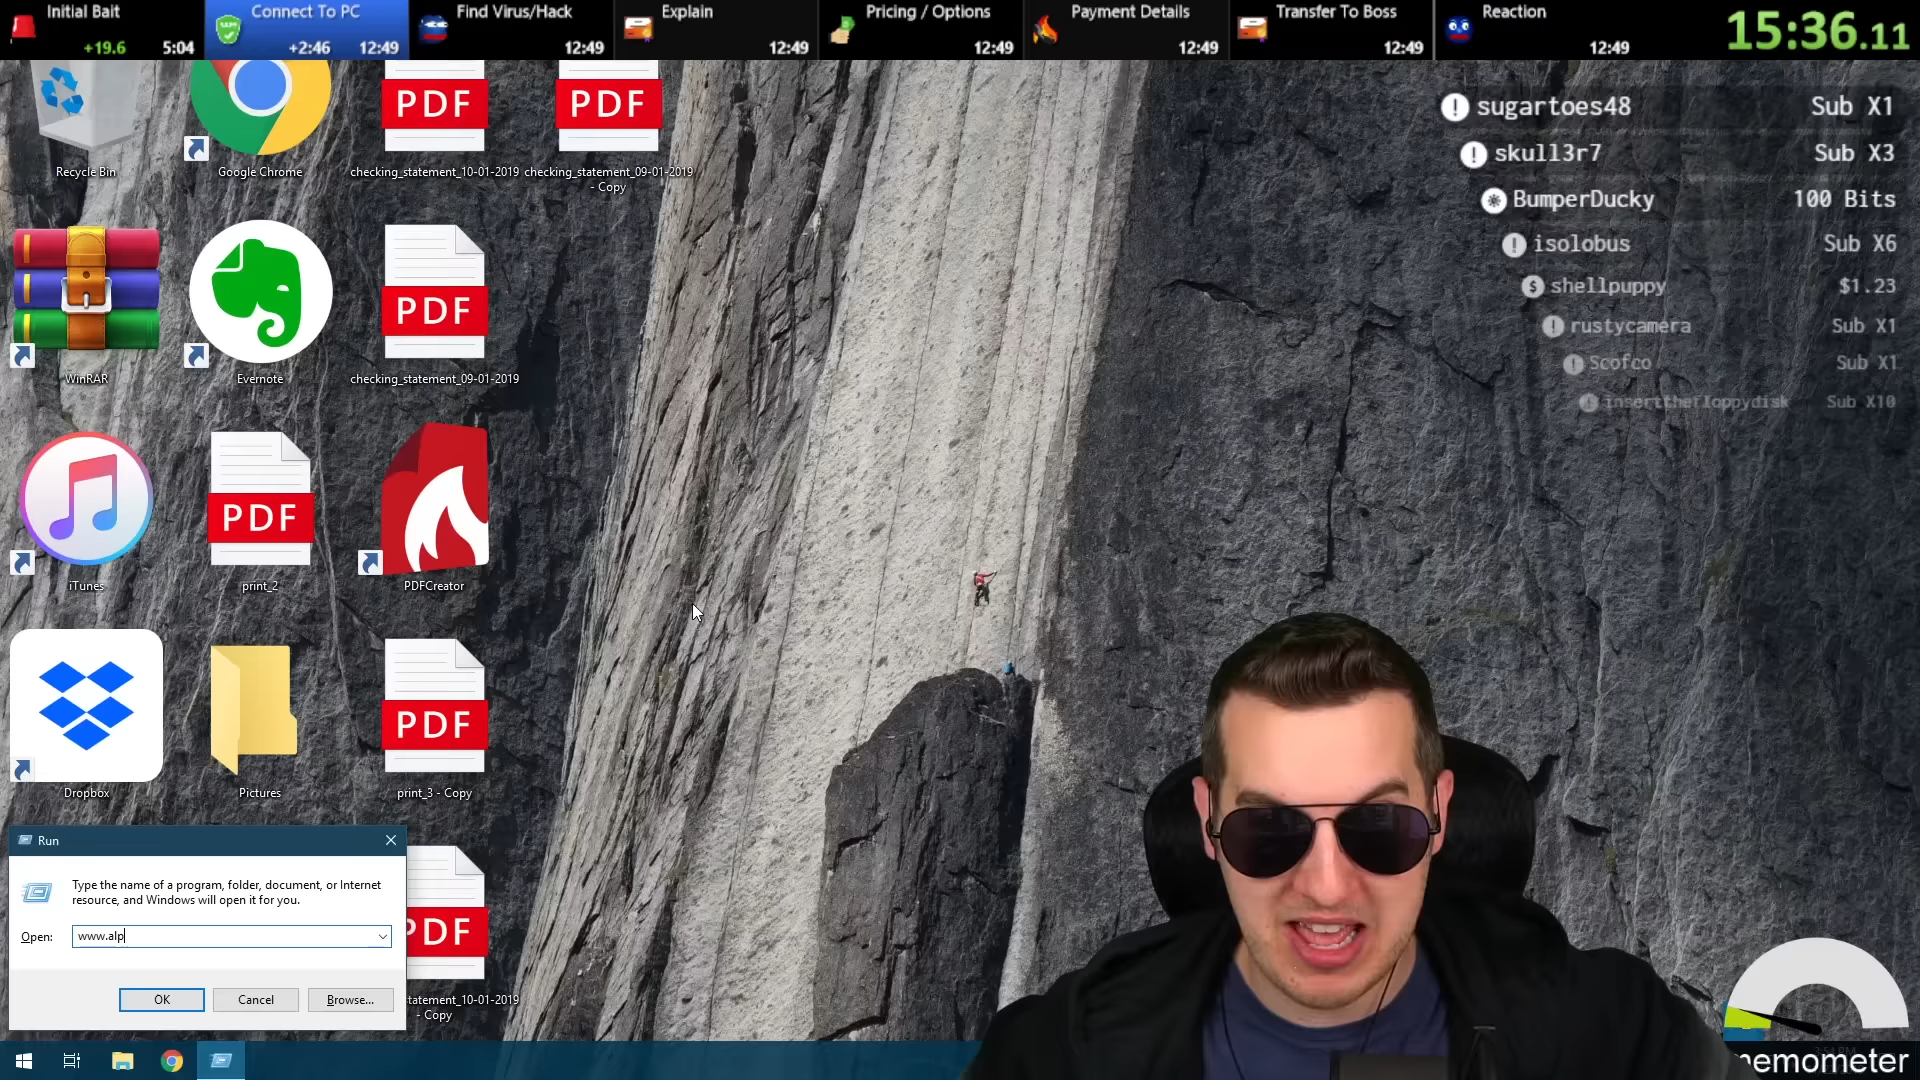 Initial Bait
+19.6 5:04
Connect To PC
+2:46 12:49
Find Virus/Hack
12:49
Explain
12:49
Pricing / Options
12:49
Payment Details
12:49
Transfer To Boss
12:49
Reaction
12:49
15:36.11
sugartoes48 Sub X1
skull3r7 Sub X3
BumperDucky 100 Bits
isolobus Sub X6
shellpuppy $1.23
rustycamera Sub X1
Scofco Sub X1
insertthefloppydisk Sub X10
Recycle Bin
Google Chrome
PDF
checking_statement_10-01-2019
PDF
checking_statement_09-01-2019
- Copy
WinRAR
Evernote
PDF
checking_statement_09-01-2019
iTunes
PDF
print_2
PDFCreator
Dropbox
Pictures
PDF
print_3 - Copy
PDF
tatement_10-01-2019
- Copy
Run
Type the name of a program, folder, document, or Internet
resource, and Windows will open it for you.
Open: www.alp
OK Cancel Browse...
memometer